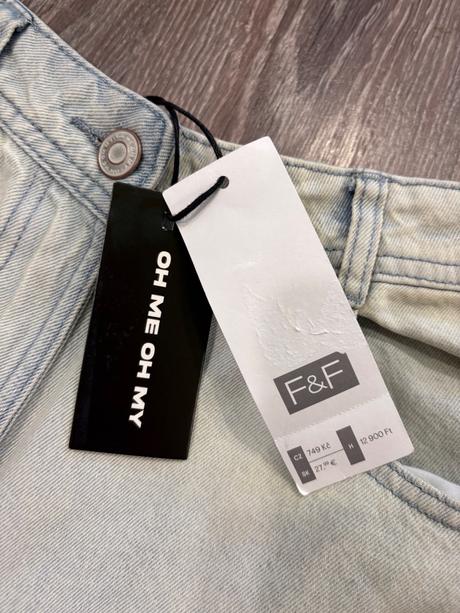 OH ME OH MY
F&F
CZ 749 Kč H 12 900 Ft
SK 27,99 €